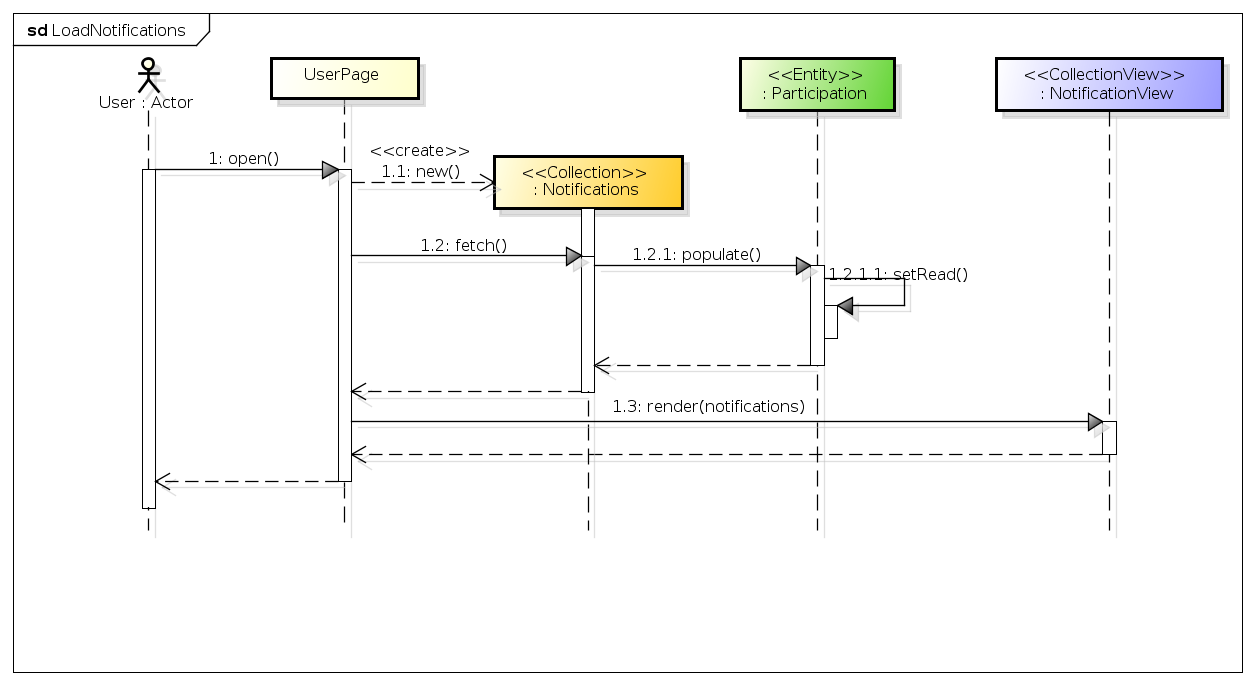 sd LoadNotifications
User : Actor
UserPage
<<Entity>>
: Participation
<<CollectionView>>
: NotificationView
1: open()
<<create>>
1.1: new()
<<Collection>>
: Notifications
1.2: fetch()
1.2.1: populate()
1.2.1.1: setRead()
1.3: render(notifications)